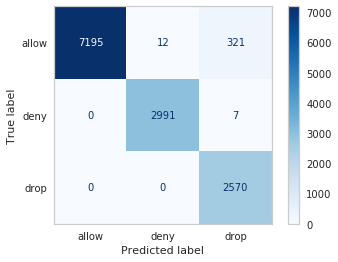 7000
allow 7195 12 321
6000
5000
True label
deny 0 2991 7
4000
3000
2000
drop 0 0 2570
1000
0
allow deny drop
Predicted label